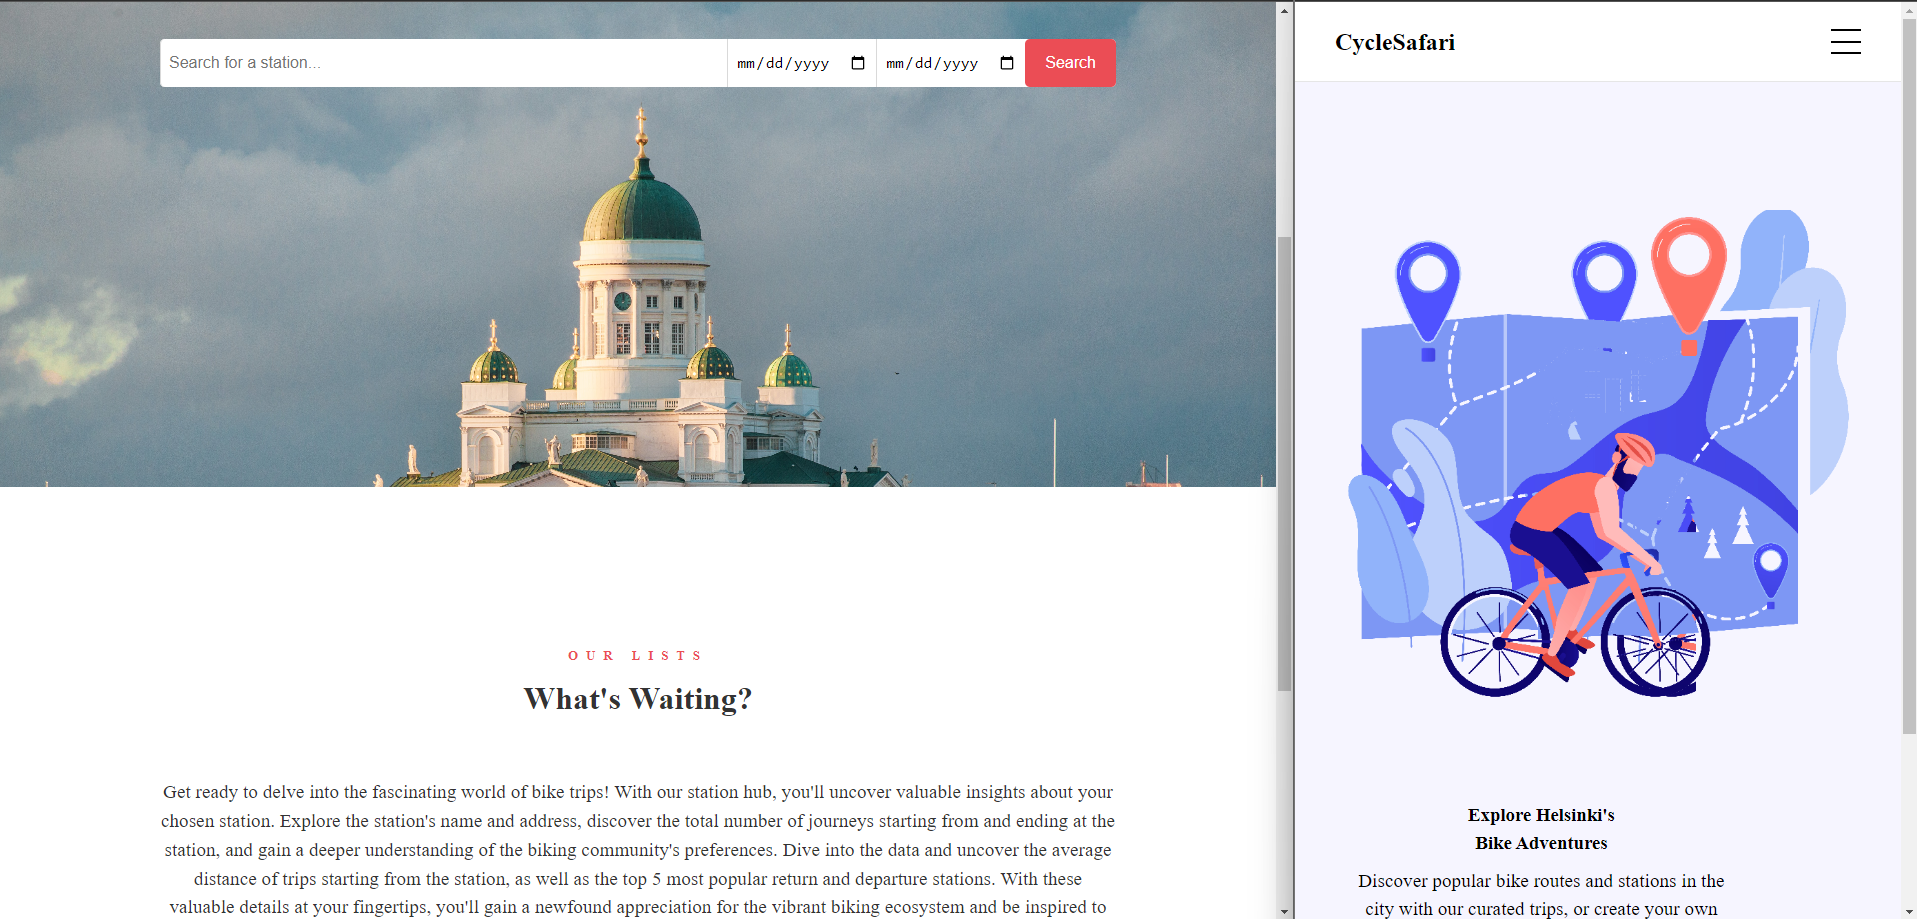 Search for a station...
mm/dd/yyyy
mm/dd/yyyy
Search
OUR LISTS
What's Waiting?
Get ready to delve into the fascinating world of bike trips! With our station hub, you'll uncover valuable insights about your
chosen station. Explore the station's name and address, discover the total number of journeys starting from and ending at the
station, and gain a deeper understanding of the biking community's preferences. Dive into the data and uncover the average
distance of trips starting from the station, as well as the top 5 most popular return and departure stations. With these
valuable details at your fingertips, you'll gain a newfound appreciation for the vibrant biking ecosystem and be inspired to
CycleSafari
Explore Helsinki's
Bike Adventures
Discover popular bike routes and stations in the
city with our curated trips, or create your own